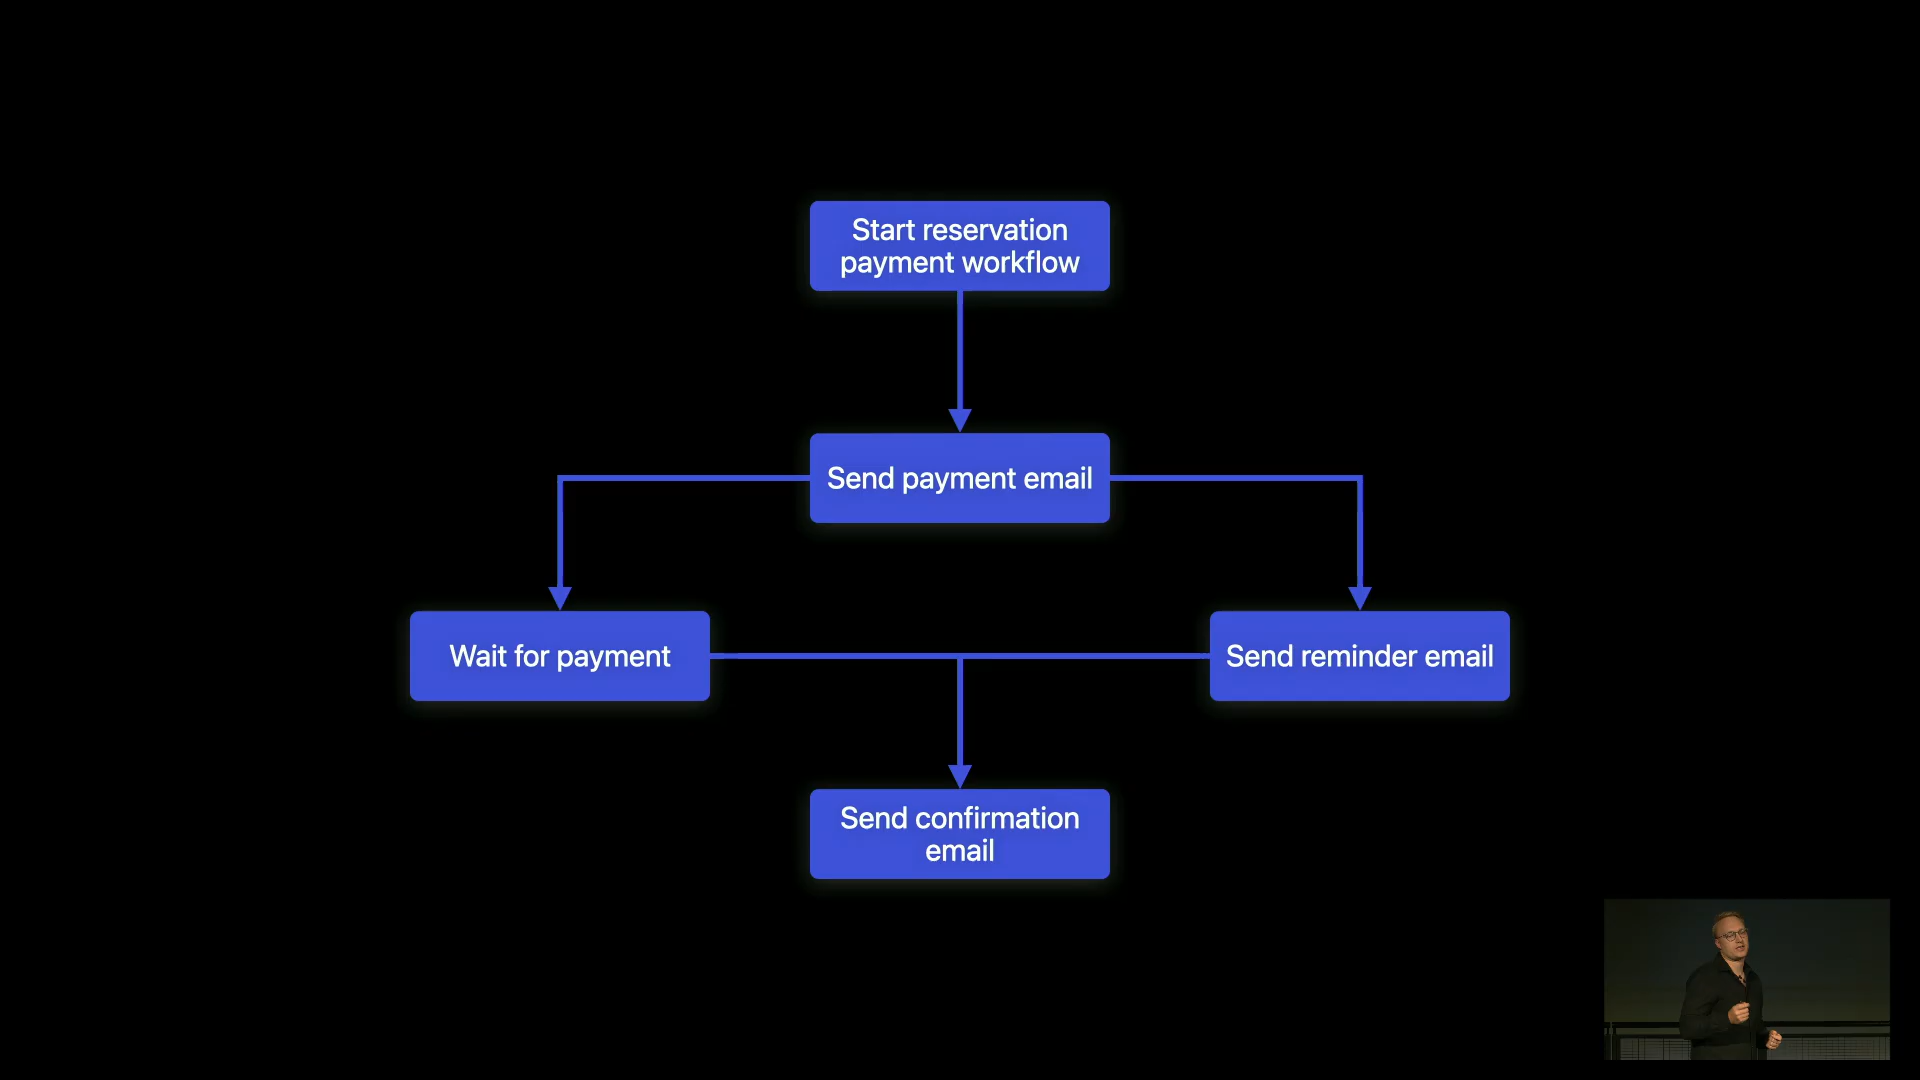 Start reservation
payment workflow
Send payment email
Wait for payment
Send reminder email
Send confirmation
email